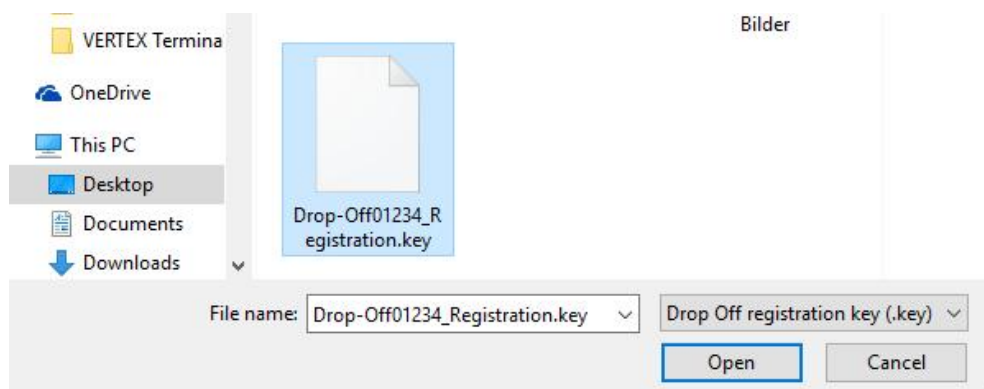 VERTEX Termina
OneDrive
This PC
Desktop
Documents
Downloads
Bilder
Drop-Off01234_R
egistration.key
File name: Drop-Off01234_Registration.key Drop Off registration key (.key)
Open Cancel